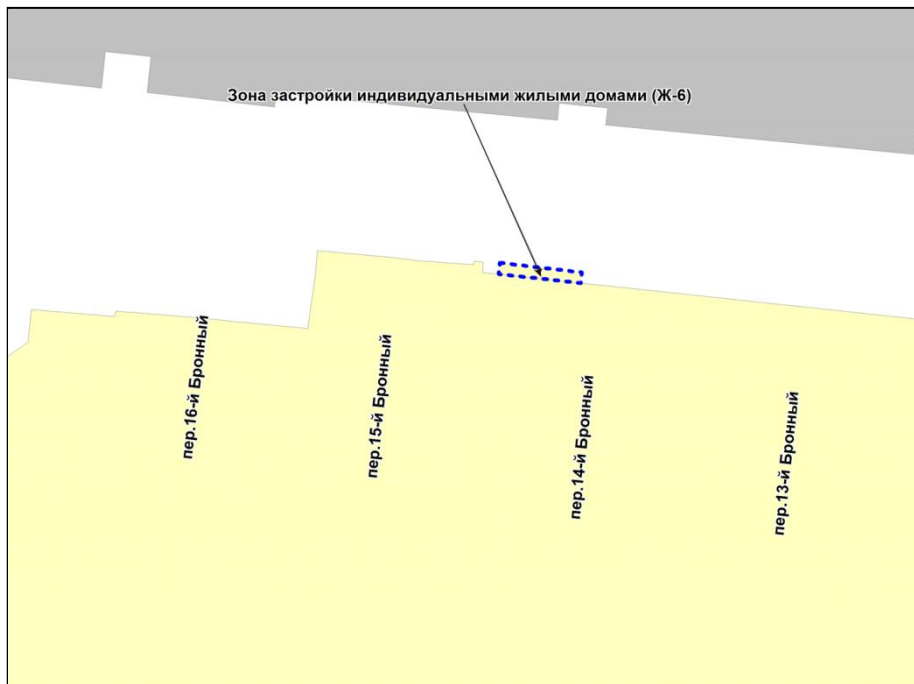 Зона застройки индивидуальными жилыми домами (Ж-6)
пер.16-й Бронный
пер.15-й Бронный
пер.14-й Бронный
пер.13-й Бронный